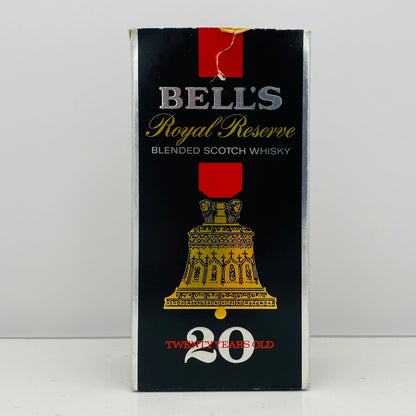 BELL'S
Royal Reserve
BLENDED SCOTCH WHISKY
20
TWENTY YEARS OLD